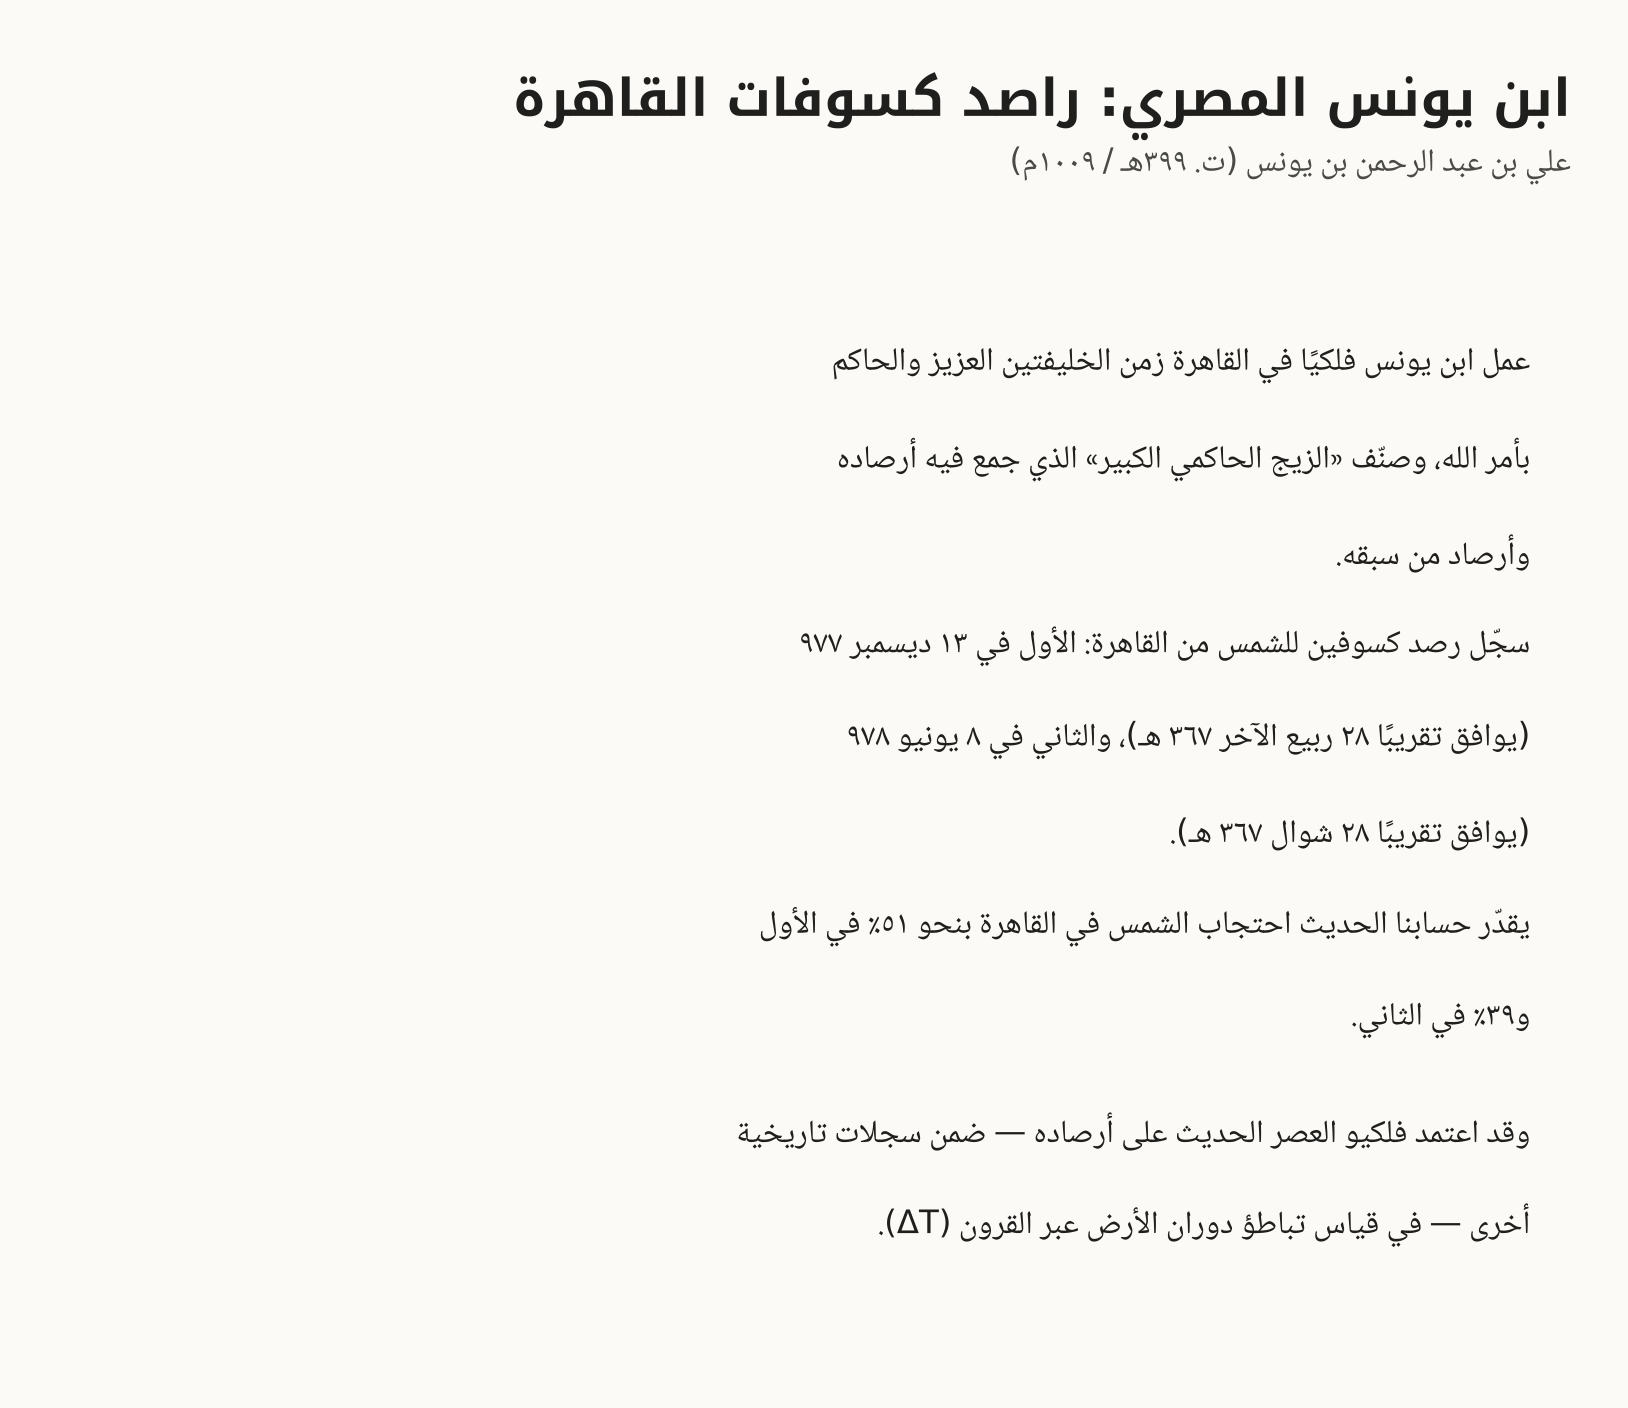 ابن يونس المصري: راصد كسوفات القاهرة
علي بن عبد الرحمن بن يونس (ت. ٣٩٩هـ / ١٠٠٩م)
عمل ابن يونس فلكيًا في القاهرة زمن الخليفتين العزيز والحاكم
بأمر الله، وصنّف «الزيج الحاكمي الكبير» الذي جمع فيه أرصاده
وأرصاد من سبقه.
سجّل رصد كسوفين للشمس من القاهرة: الأول في ١٣ ديسمبر ٩٧٧
(يوافق تقريبًا ٢٨ ربيع الآخر ٣٦٧ هـ)، والثاني في ٨ يونيو ٩٧٨
(يوافق تقريبًا ٢٨ شوال ٣٦٧ هـ).
يقدّر حسابنا الحديث احتجاب الشمس في القاهرة بنحو ٥١٪ في الأول
و٣٩٪ في الثاني.
وقد اعتمد فلكيو العصر الحديث على أرصاده — ضمن سجلات تاريخية
أخرى — في قياس تباطؤ دوران الأرض عبر القرون (ΔT).